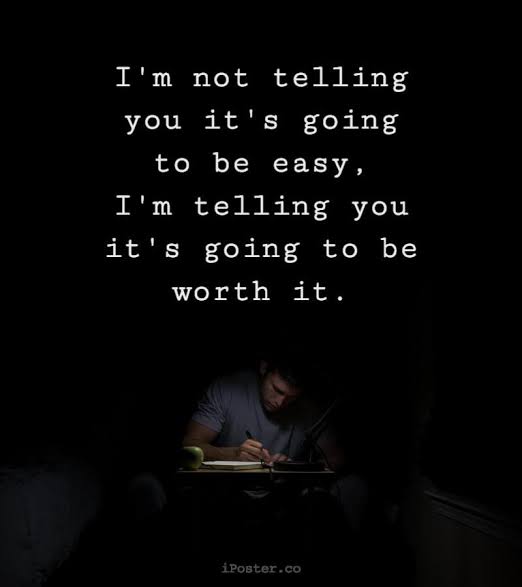 I'm not telling
you it's going
to be easy,
I'm telling you
it's going to be
worth it.
iPoster.co